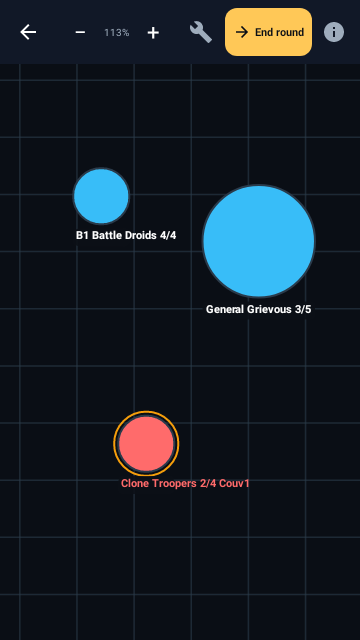 113%
End round
B1 Battle Droids 4/4
General Grievous 3/5
Clone Troopers 2/4 Couv1